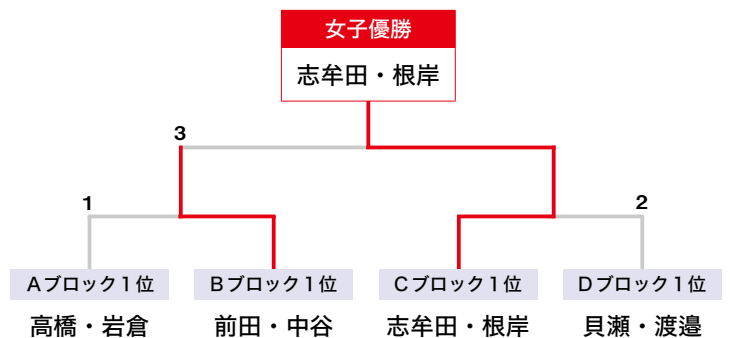 女子優勝
志牟田・根岸
3
1
2
Aブロック1位
Bブロック1位
Cブロック1位
Dブロック1位
高橋・岩倉
前田・中谷
志牟田・根岸
貝瀬・渡邉